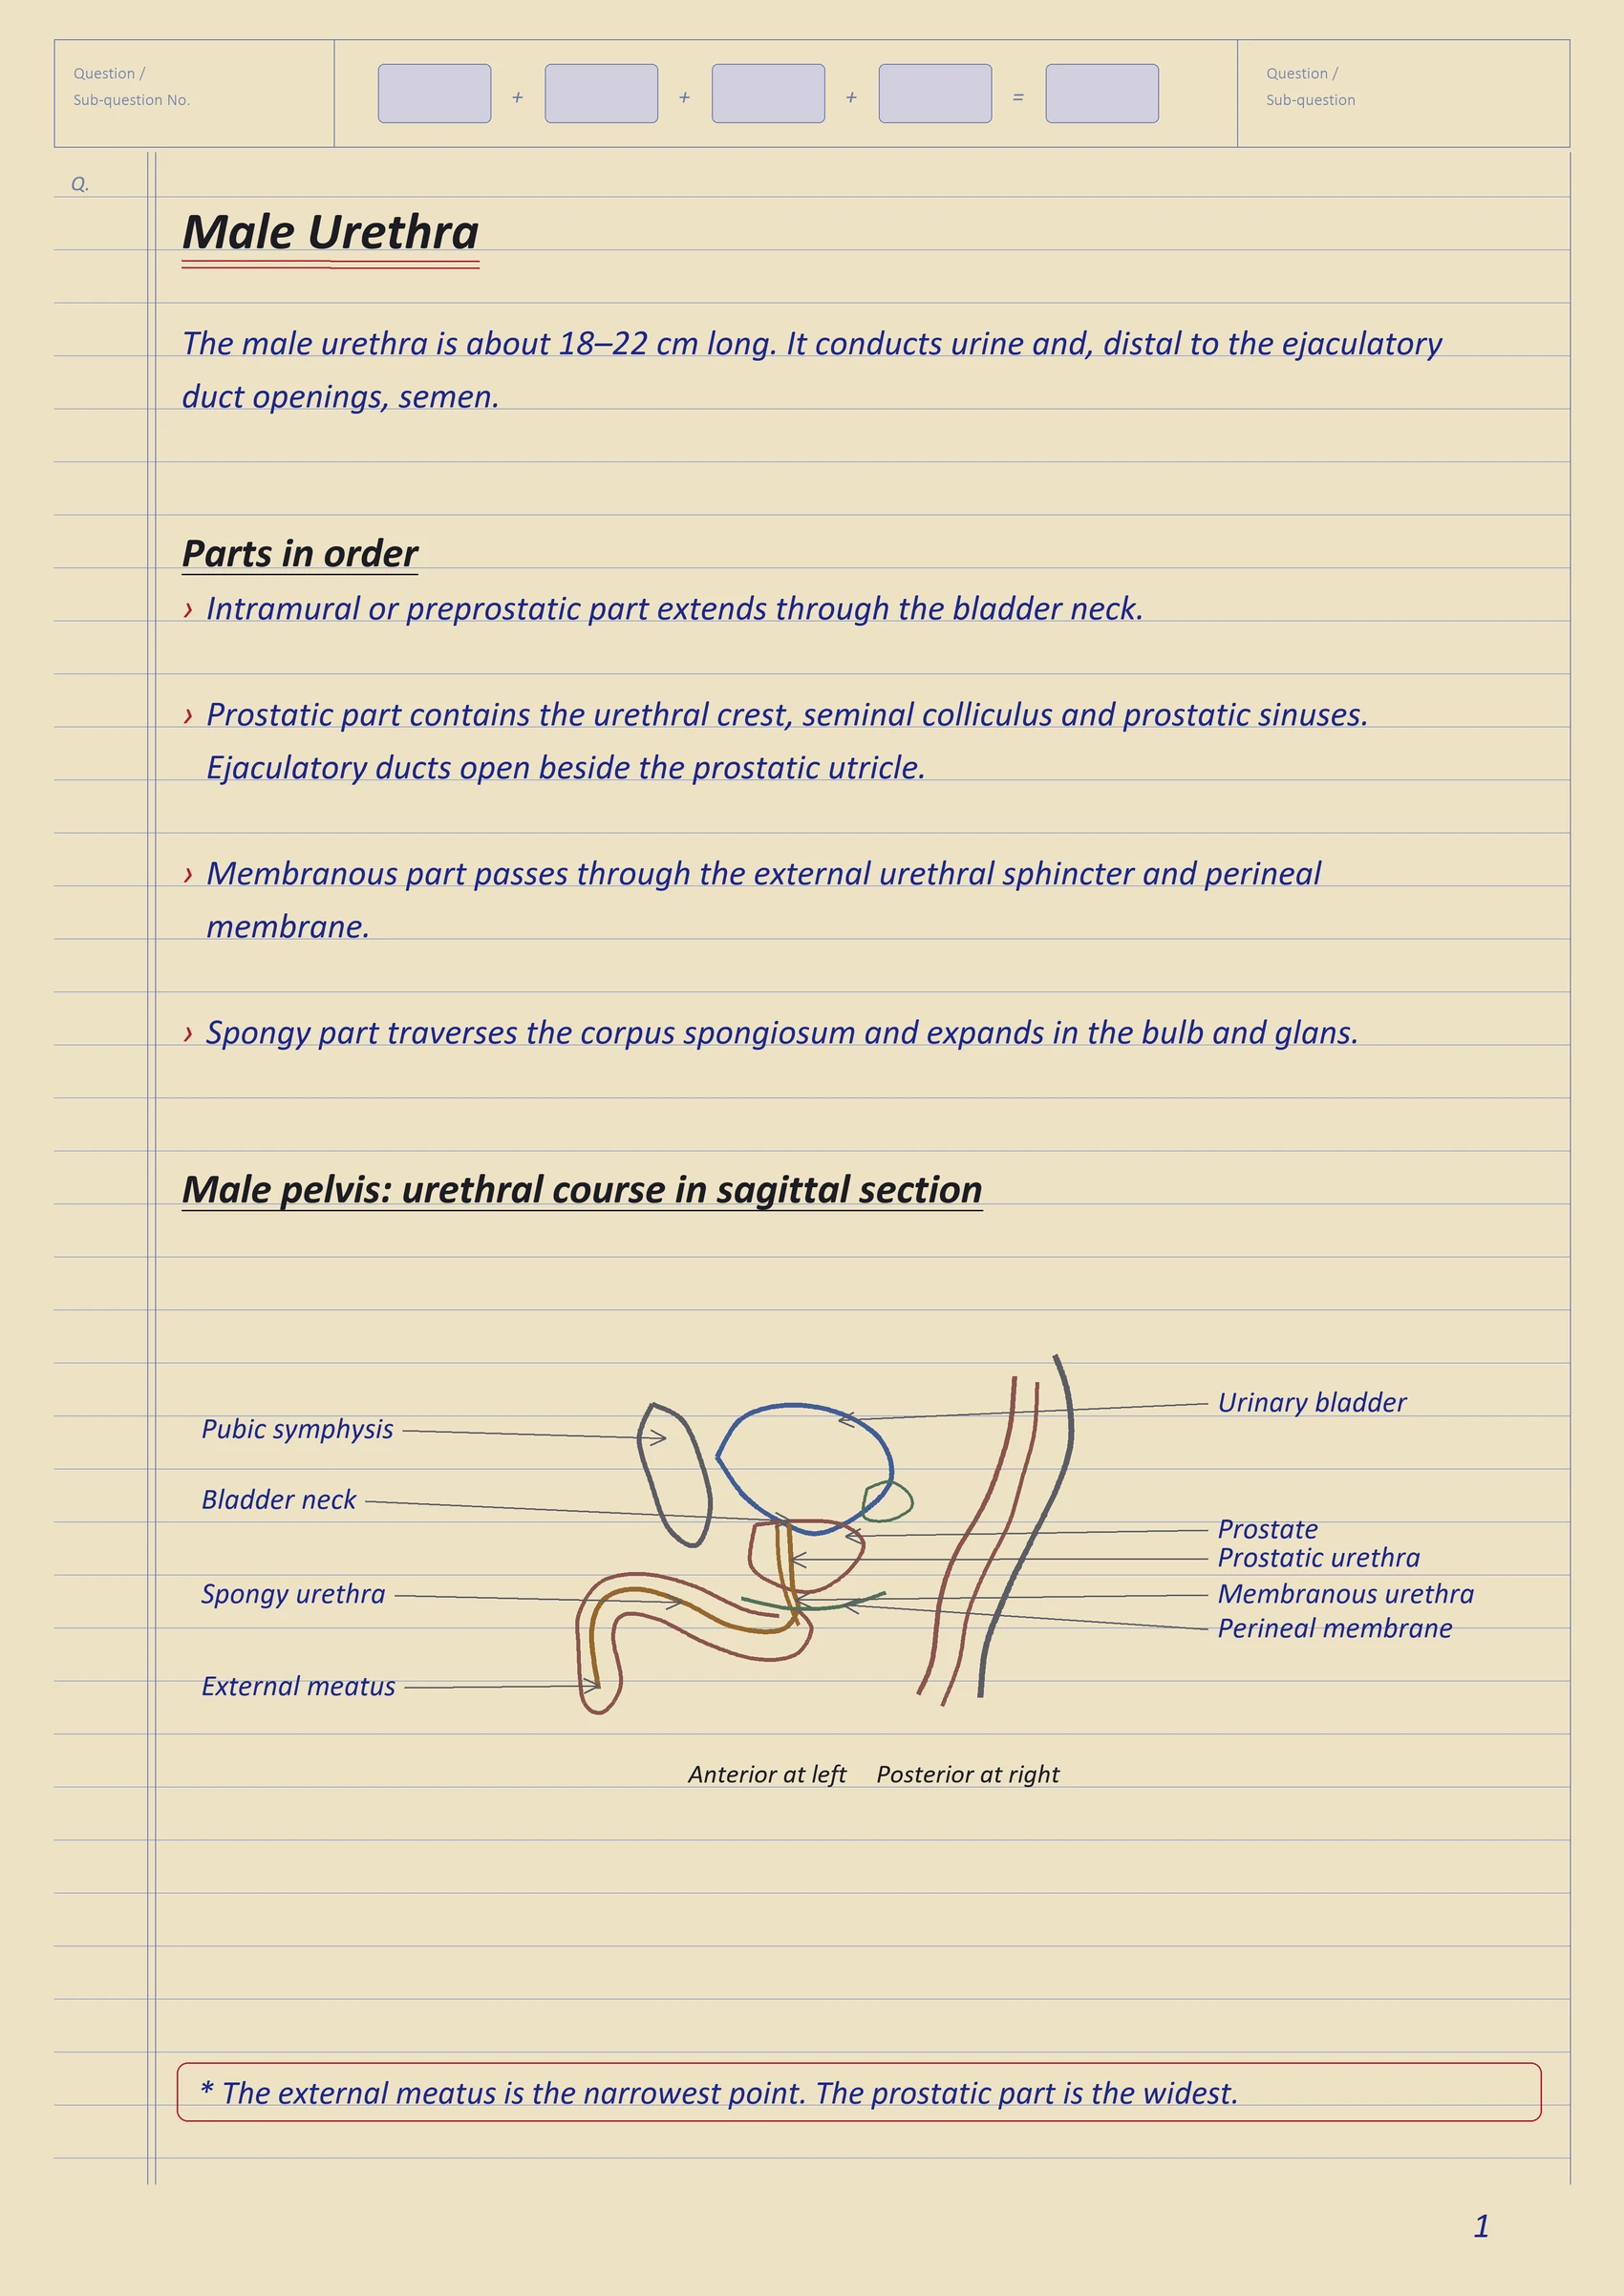 Question /
Sub-question No.
+ + + =
Question /
Sub-question
Q.
Male Urethra
The male urethra is about 18–22 cm long. It conducts urine and, distal to the ejaculatory
duct openings, semen.
Parts in order
› Intramural or preprostatic part extends through the bladder neck.
› Prostatic part contains the urethral crest, seminal colliculus and prostatic sinuses.
Ejaculatory ducts open beside the prostatic utricle.
› Membranous part passes through the external urethral sphincter and perineal
membrane.
› Spongy part traverses the corpus spongiosum and expands in the bulb and glans.
Male pelvis: urethral course in sagittal section
Pubic symphysis
Bladder neck
Spongy urethra
External meatus
Urinary bladder
Prostate
Prostatic urethra
Membranous urethra
Perineal membrane
Anterior at left Posterior at right
* The external meatus is the narrowest point. The prostatic part is the widest.
1